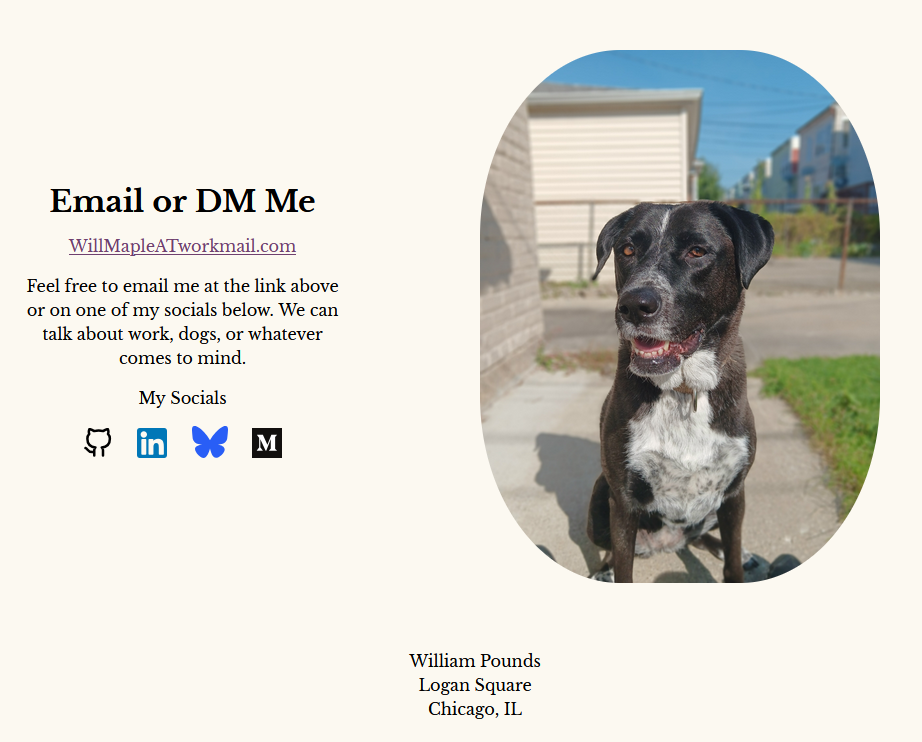 Email or DM Me
WillMapleATworkmail.com
Feel free to email me at the link above
or on one of my socials below. We can
talk about work, dogs, or whatever
comes to mind.
My Socials
in
M
William Pounds
Logan Square
Chicago, IL